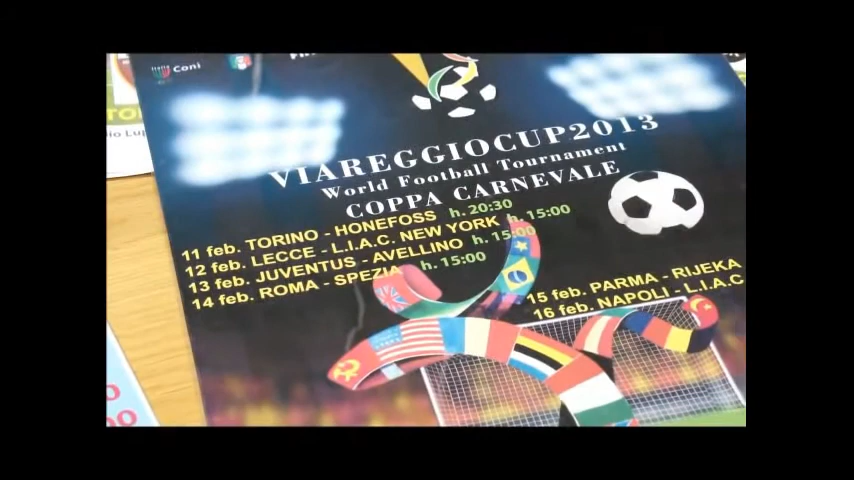 Italia
Coni
VIAREGGIOCUP2013
World Football Tournament
COPPA CARNEVALE
11 feb. TORINO - HONEFOSS h. 20:30
12 feb. LECCE - L.I.A.C. NEW YORK h. 15:00
13 feb. JUVENTUS - AVELLINO h. 15:00
14 feb. ROMA - SPEZIA h. 15:00
15 feb. PARMA - RIJEKA
16 feb. NAPOLI - L.I.A.C